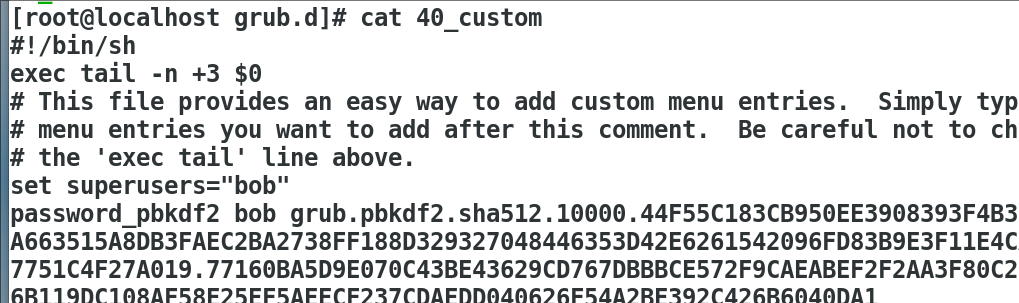 [root@localhost grub.d]# cat 40_custom
#!/bin/sh
exec tail -n +3 $0
# This file provides an easy way to add custom menu entries.  Simply typ
# menu entries you want to add after this comment.  Be careful not to ch
# the 'exec tail' line above.
set superusers="bob"
password_pbkdf2 bob grub.pbkdf2.sha512.10000.44F55C183CB950EE3908393F4B3
A663515A8DB3FAEC2BA2738FF188D329327048446353D42E6261542096FD83B9E3F11E4C
7751C4F27A019.77160BA5D9E070C43BE43629CD767DBBBCE572F9CAEABEF2F2AA3F80C2
6B119DC108AF58E25EF5AFECF237CDAEDD040626F54A2BE392C426B6040DA1